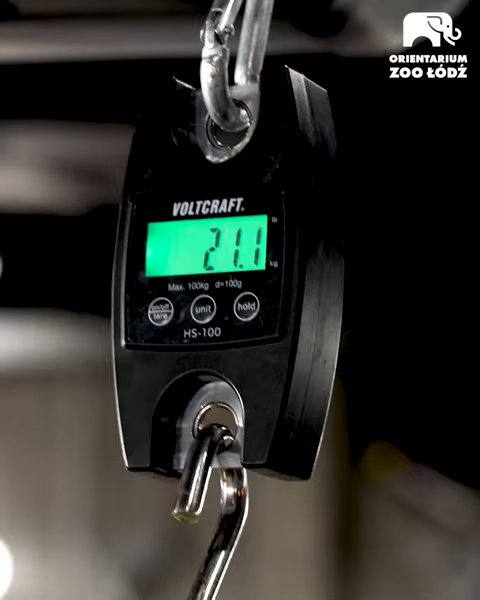 ORIENTARIUM
ZOO ŁÓDŹ
VOLTCRAFT.
lb
21.1
kg
Max. 100kg d=100g
on/off
tare
unit
hold
HS-100